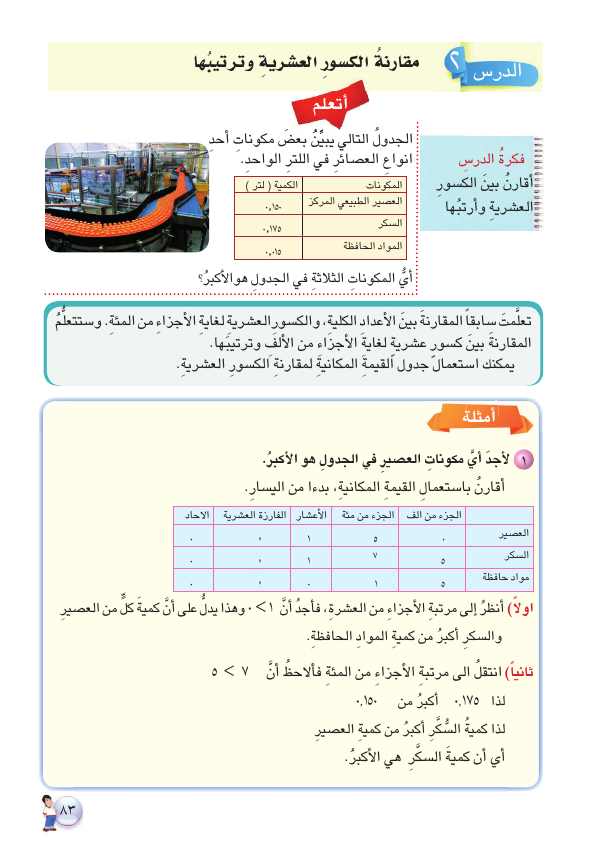 الدرس ٢
مقارنةُ الكسورِ العشريةِ وترتيبُها
أتعلم
فكرةُ الدرسِ
أقارنُ بينَ الكسورِ
العشريةِ وأرتبُها
الجدولُ التالي يبيِّنُ بعضَ مكونات أحدِ
انواعِ العصائرِ في اللترِ الواحدِ.
المكونات الكمية ( لتر )
العصير الطبيعي المركز ٠,١٥٠
السكر ٠,١٧٥
المواد الحافظة ٠,٠١٥
أيُّ المكوناتِ الثلاثةِ في الجدولِ هوالأكبرُ؟
تعلَّمتَ سابقاً المقارنةَ بينَ الأعداد الكلية، والكسورالعشرية لغايةِ الأجزاءِ من المئةِ. وستتعلَّمُ
المقارنةَ بينَ كسورٍ عشريةٍ لغايةِ الأجزاءِ من الألفِ وترتيبَها.
يمكنك استعمالَ جدولِ القيمةِ المكانيةِ لمقارنةِ الكسورِ العشريةِ.
أمثلة
١ لأجدَ أيَّ مكوناتِ العصيرِ في الجدولِ هو الأكبرُ.
أقارنُ باستعمالِ القيمةِ المكانيةِ، بدءا من اليسارِ.
الجزء من الف الجزء من مئة الأعشار الفارزة العشرية الاحاد
العصير ٠ ٥ ١ , ٠
السكر ٥ ٧ ١ , ٠
مواد حافظة ٥ ١ ٠ , ٠
اولاً) أنظرُ إلى مرتبةِ الأجزاءِ من العشرةِ، فأجدُ أنَّ ١ > ٠ وهذا يدلُّ على أنَّ كميةَ كلٍّ من العصيرِ
والسكرِ أكبرُ من كميةِ الموادِ الحافظةِ.
ثانياً) انتقلُ الى مرتبةِ الأجزاءِ من المئةِ فألاحظُ أنَّ ٧ > ٥
لذا ٠,١٧٥ أكبرُ من ٠,١٥٠
لذا كميةُ السُّكَّرِ أكبرُ من كميةِ العصيرِ
أي أن كميةَ السكَّرِ هي الأكبرُ.
٨٣